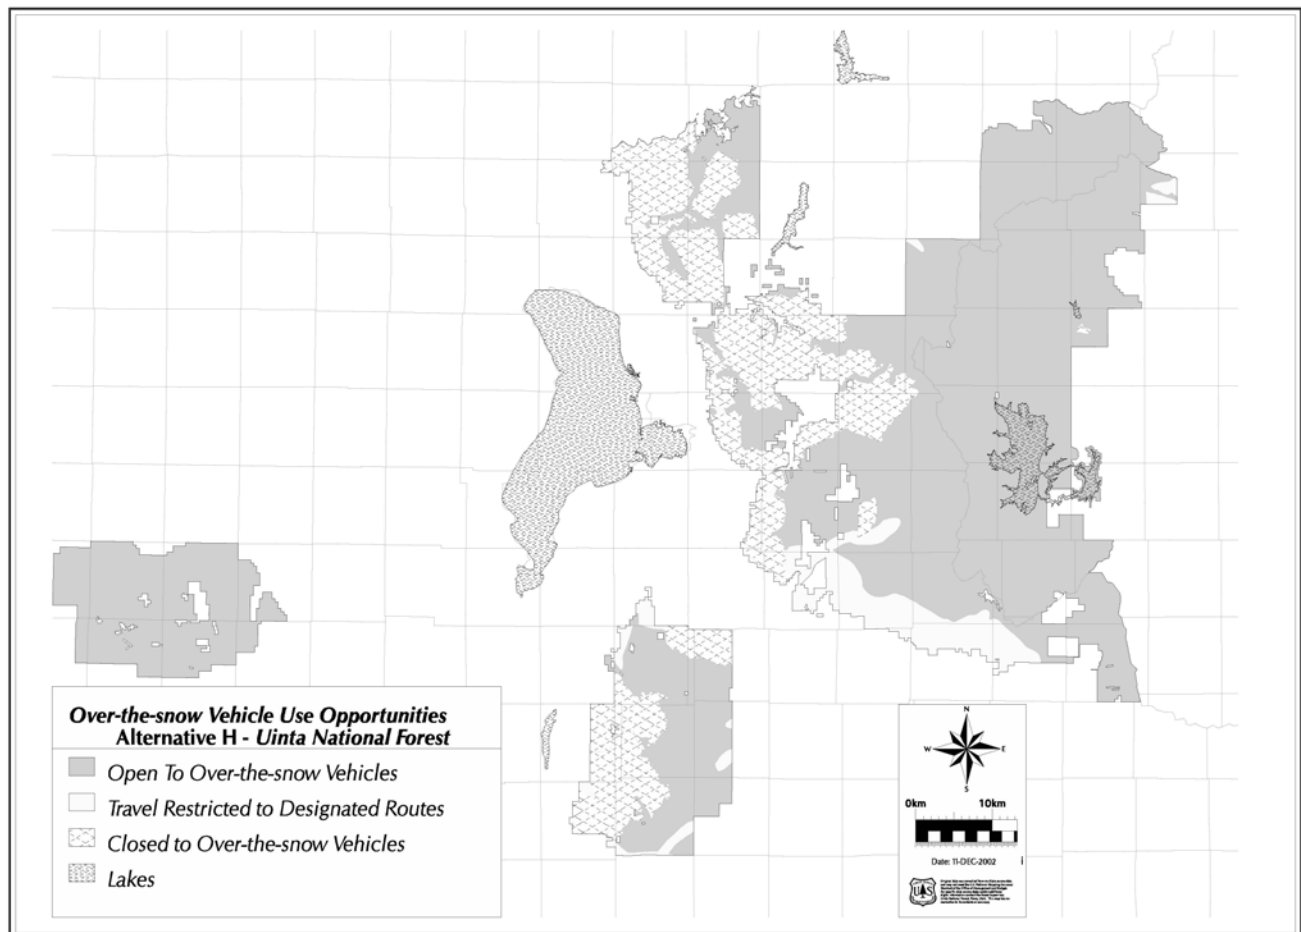 Over-the-snow Vehicle Use Opportunities
Alternative H - Uinta National Forest
Open To Over-the-snow Vehicles
Travel Restricted to Designated Routes
Closed to Over-the-snow Vehicles
Lakes
N
W E
S
0km 10km
Date: 11-DEC-2002
U S